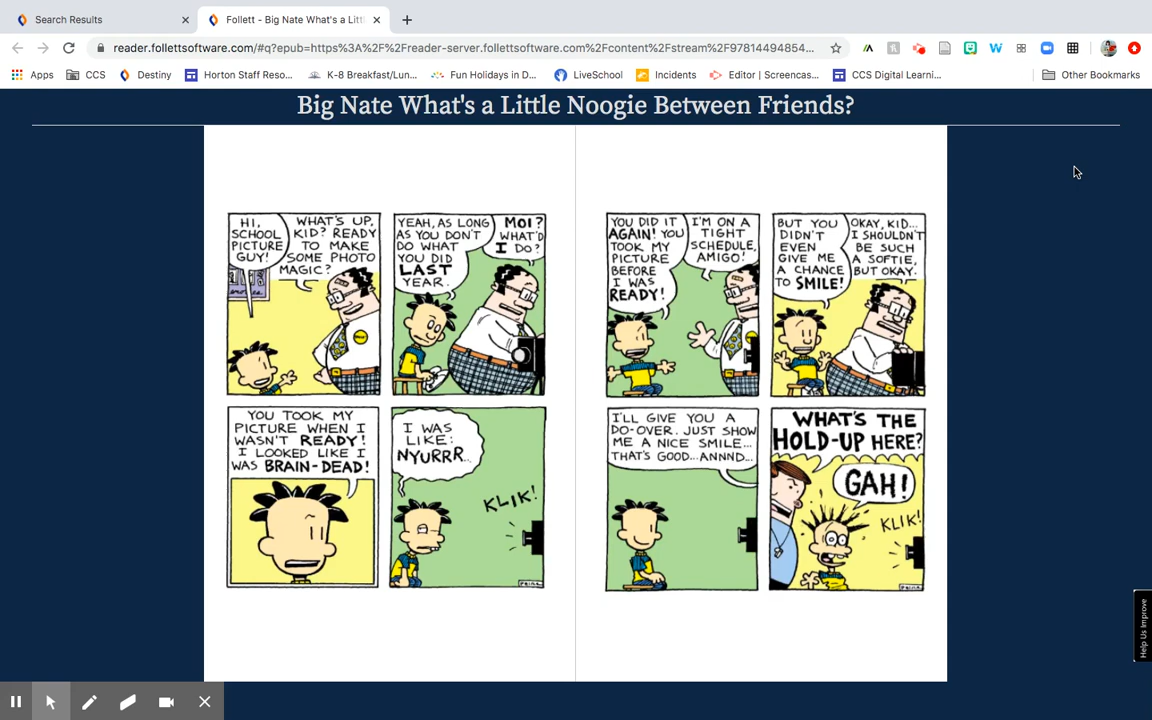 Search Results
Follett - Big Nate What's a Littl
reader.follettsoftware.com/#q?epub=https%3A%2F%2Freader-server.follettsoftware.com%2Fcontent%2Fstream%2F97814494854...
Apps
CCS
Destiny
Horton Staff Reso...
K-8 Breakfast/Lun...
Fun Holidays in D...
LiveSchool
Incidents
Editor | Screencas...
CCS Digital Learni...
Other Bookmarks
Big Nate What's a Little Noogie Between Friends?
HI,
SCHOOL
PICTURE
GUY!
WHAT'S UP,
KID? READY
TO MAKE
SOME PHOTO
MAGIC?
YEAH, AS LONG
AS YOU DON'T
DO WHAT
YOU DID
LAST
YEAR.
MOI?
WHAT'D
I DO?
YOU TOOK MY
PICTURE WHEN I
WASN'T READY!
I LOOKED LIKE I
WAS BRAIN-DEAD!
I WAS
LIKE:
NYURRR..
KLIK!
PEIRCE
YOU DID IT
AGAIN! YOU
TOOK MY
PICTURE
BEFORE
I WAS
READY!
I'M ON A
TIGHT
SCHEDULE,
AMIGO!
BUT YOU
DIDN'T
EVEN
GIVE ME
A CHANCE
TO SMILE!
OKAY, KID...
I SHOULDN'T
BE SUCH
A SOFTIE,
BUT OKAY.
I'LL GIVE YOU A
DO-OVER. JUST SHOW
ME A NICE SMILE...
THAT'S GOOD...ANNND...
WHAT'S THE
HOLD-UP HERE?
GAH!
KLIK!
PEIRCE
Help Us Improve